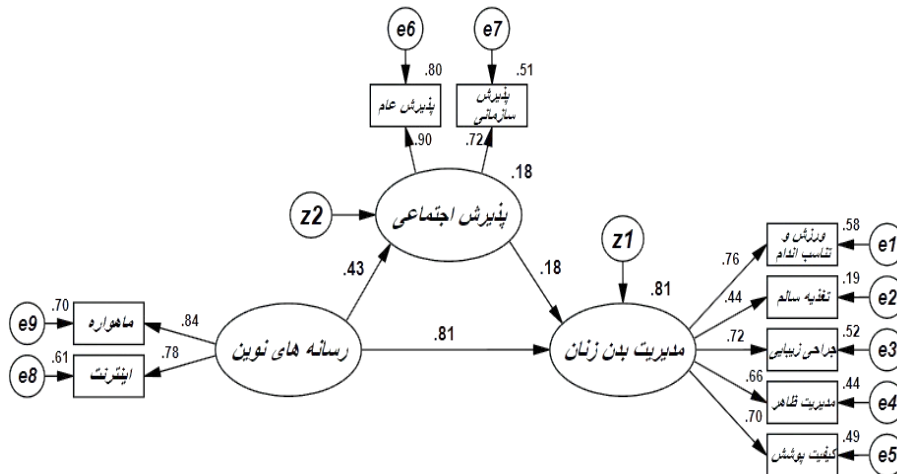 e6
e7
.80
.51
پذیرش عام
پذیرش
سازمانی
.90
.72
.18
z2
پذیرش اجتماعی
z1
.43
.18
.81
ورزش و
تناسب اندام
.58
e1
.76
تغذیه سالم
.19
e2
.44
e9
.70
ماهواره
.84
رسانه های نوین
.81
مدیریت بدن زنان
.72
جراحی زیبایی
.52
e3
e8
.61
اینترنت
.78
.66
مدیریت ظاهر
.44
e4
.70
کیفیت پوشش
.49
e5